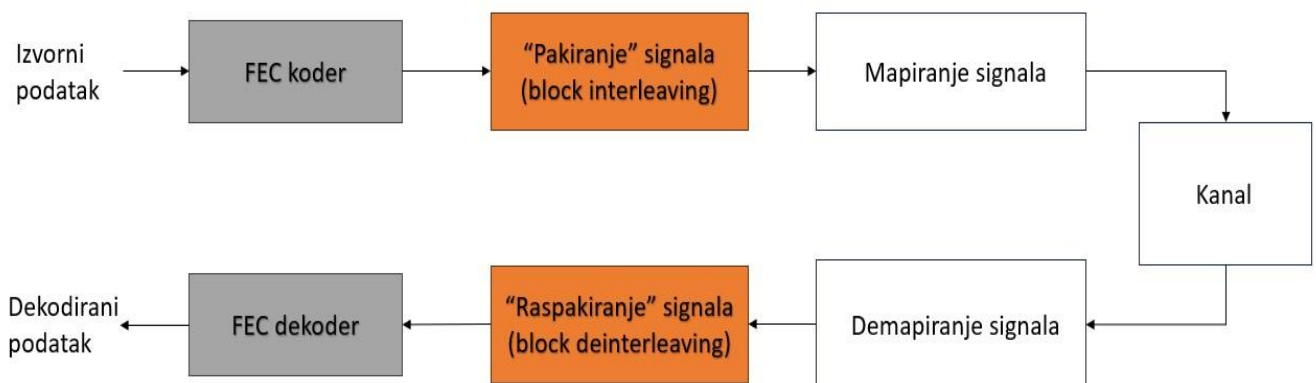 Izvorni
podatak
FEC koder
“Pakiranje” signala
(block interleaving)
Mapiranje signala
Kanal
Dekodirani
podatak
FEC dekoder
“Raspakiranje” signala
(block deinterleaving)
Demapiranje signala